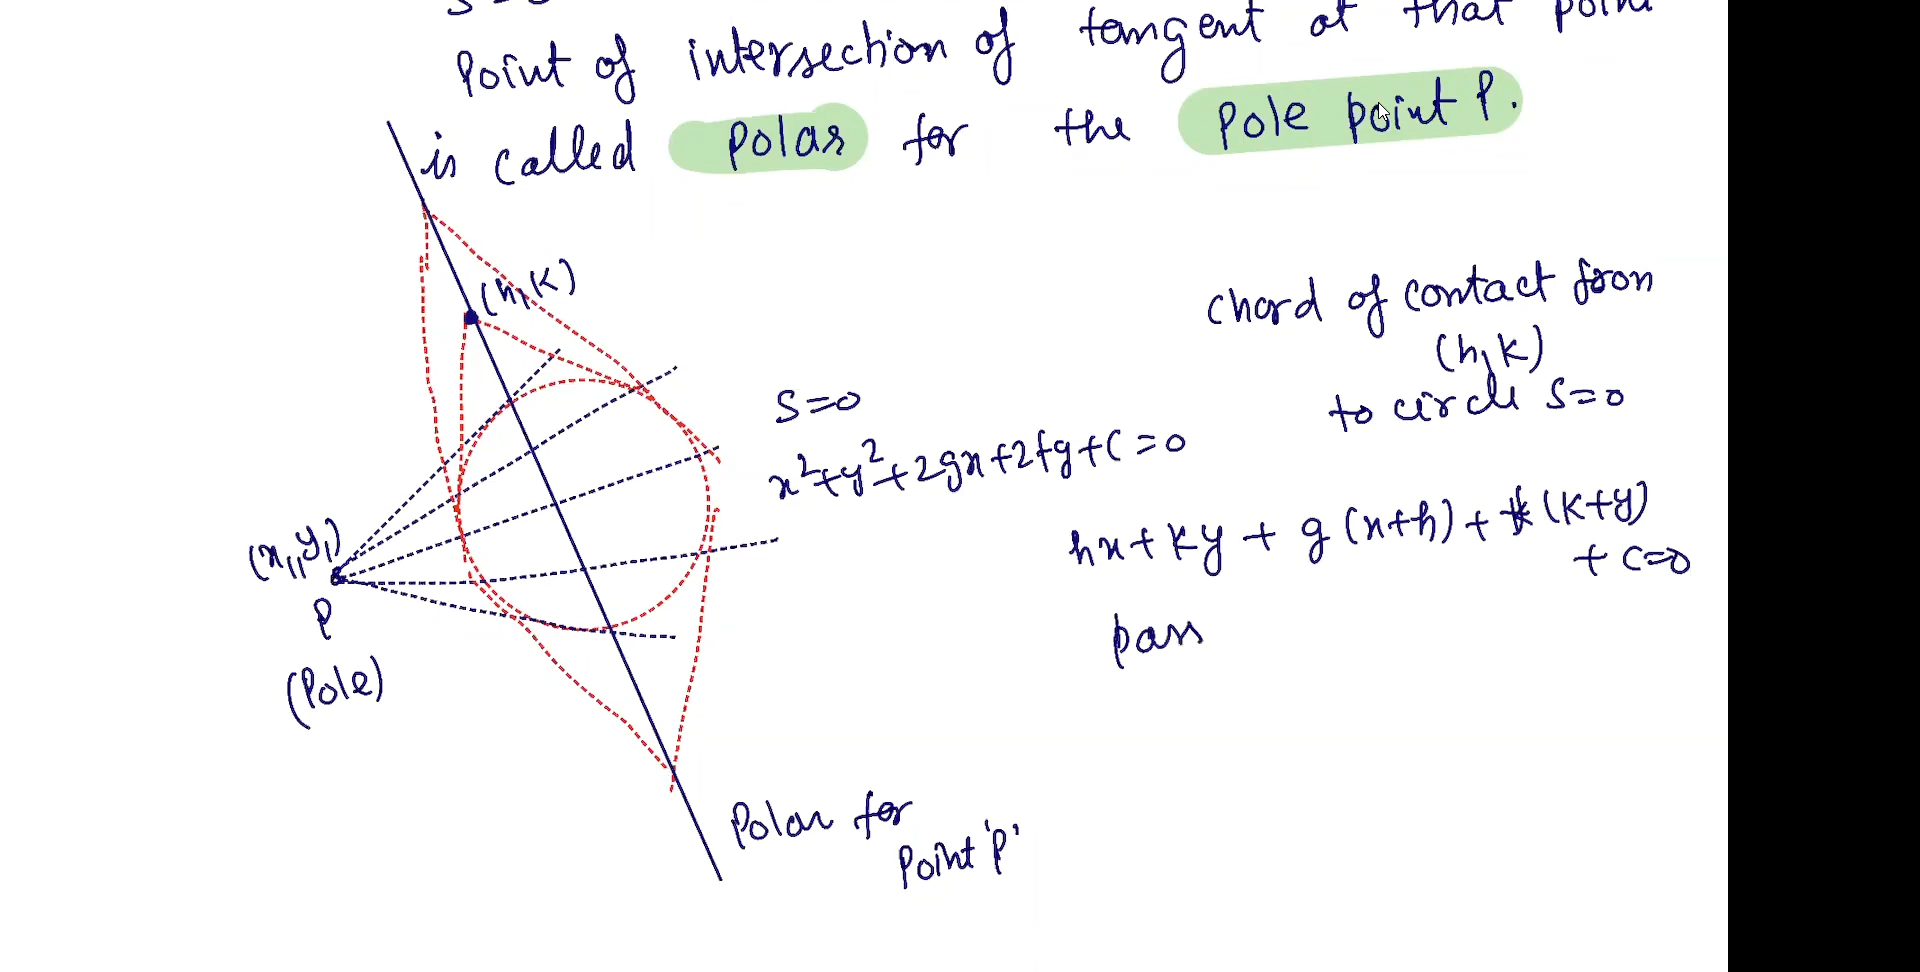 S=0
Point of intersection of tangent at that point
is called Polar for the Pole point P.
(h,k)
chord of contact from
(h,k)
to circle S=0
S=0
x²+y²+2gx+2fy+c=0
hx+ky+g(x+h)+f(k+y)
+c=0
(x₁,y₁)
P
(Pole)
pass
Polar for
Point 'P'